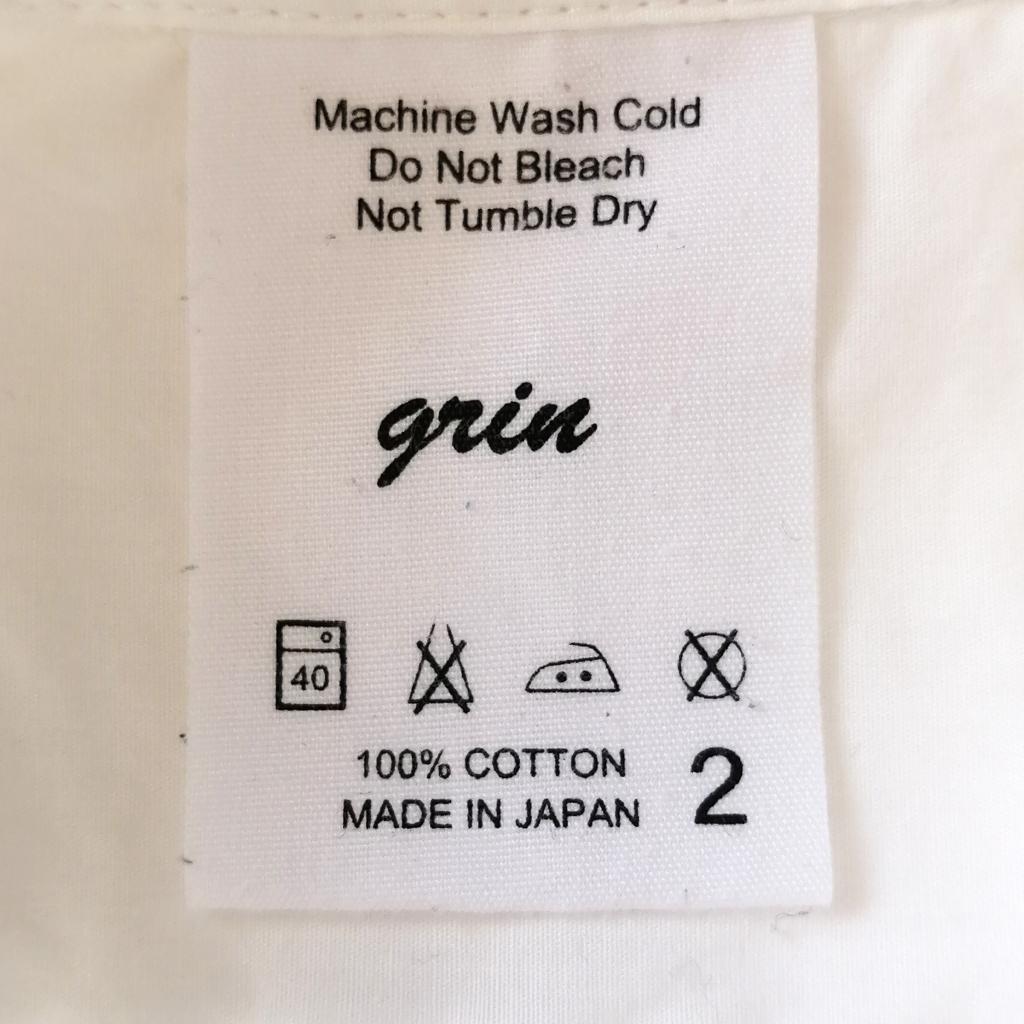 Machine Wash Cold
Do Not Bleach
Not Tumble Dry
grin
40
100% COTTON
MADE IN JAPAN
2